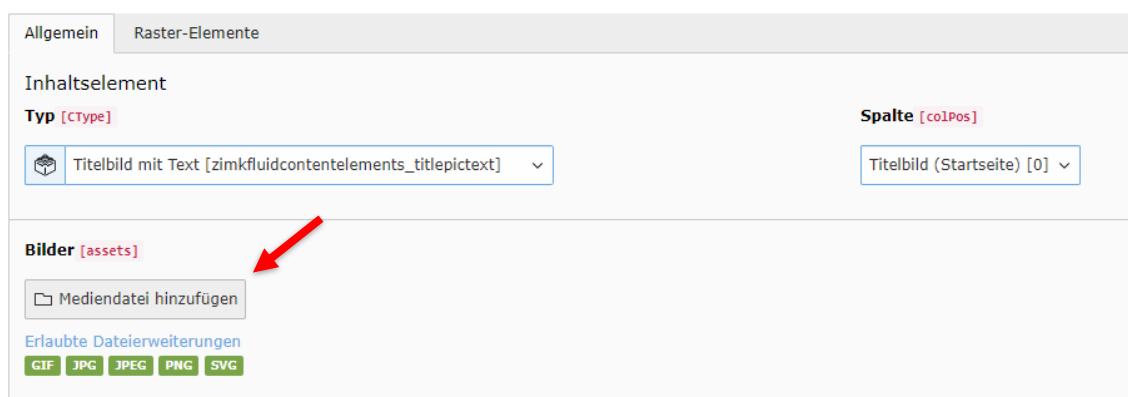 Allgemein Raster-Elemente
Inhaltselement
Typ [CType] Spalte [colPos]
Titelbild mit Text [zimkfluidcontentelements_titlepictext] Titelbild (Startseite) [0]
Bilder [assets]
Mediendatei hinzufügen
Erlaubte Dateierweiterungen
GIF JPG JPEG PNG SVG